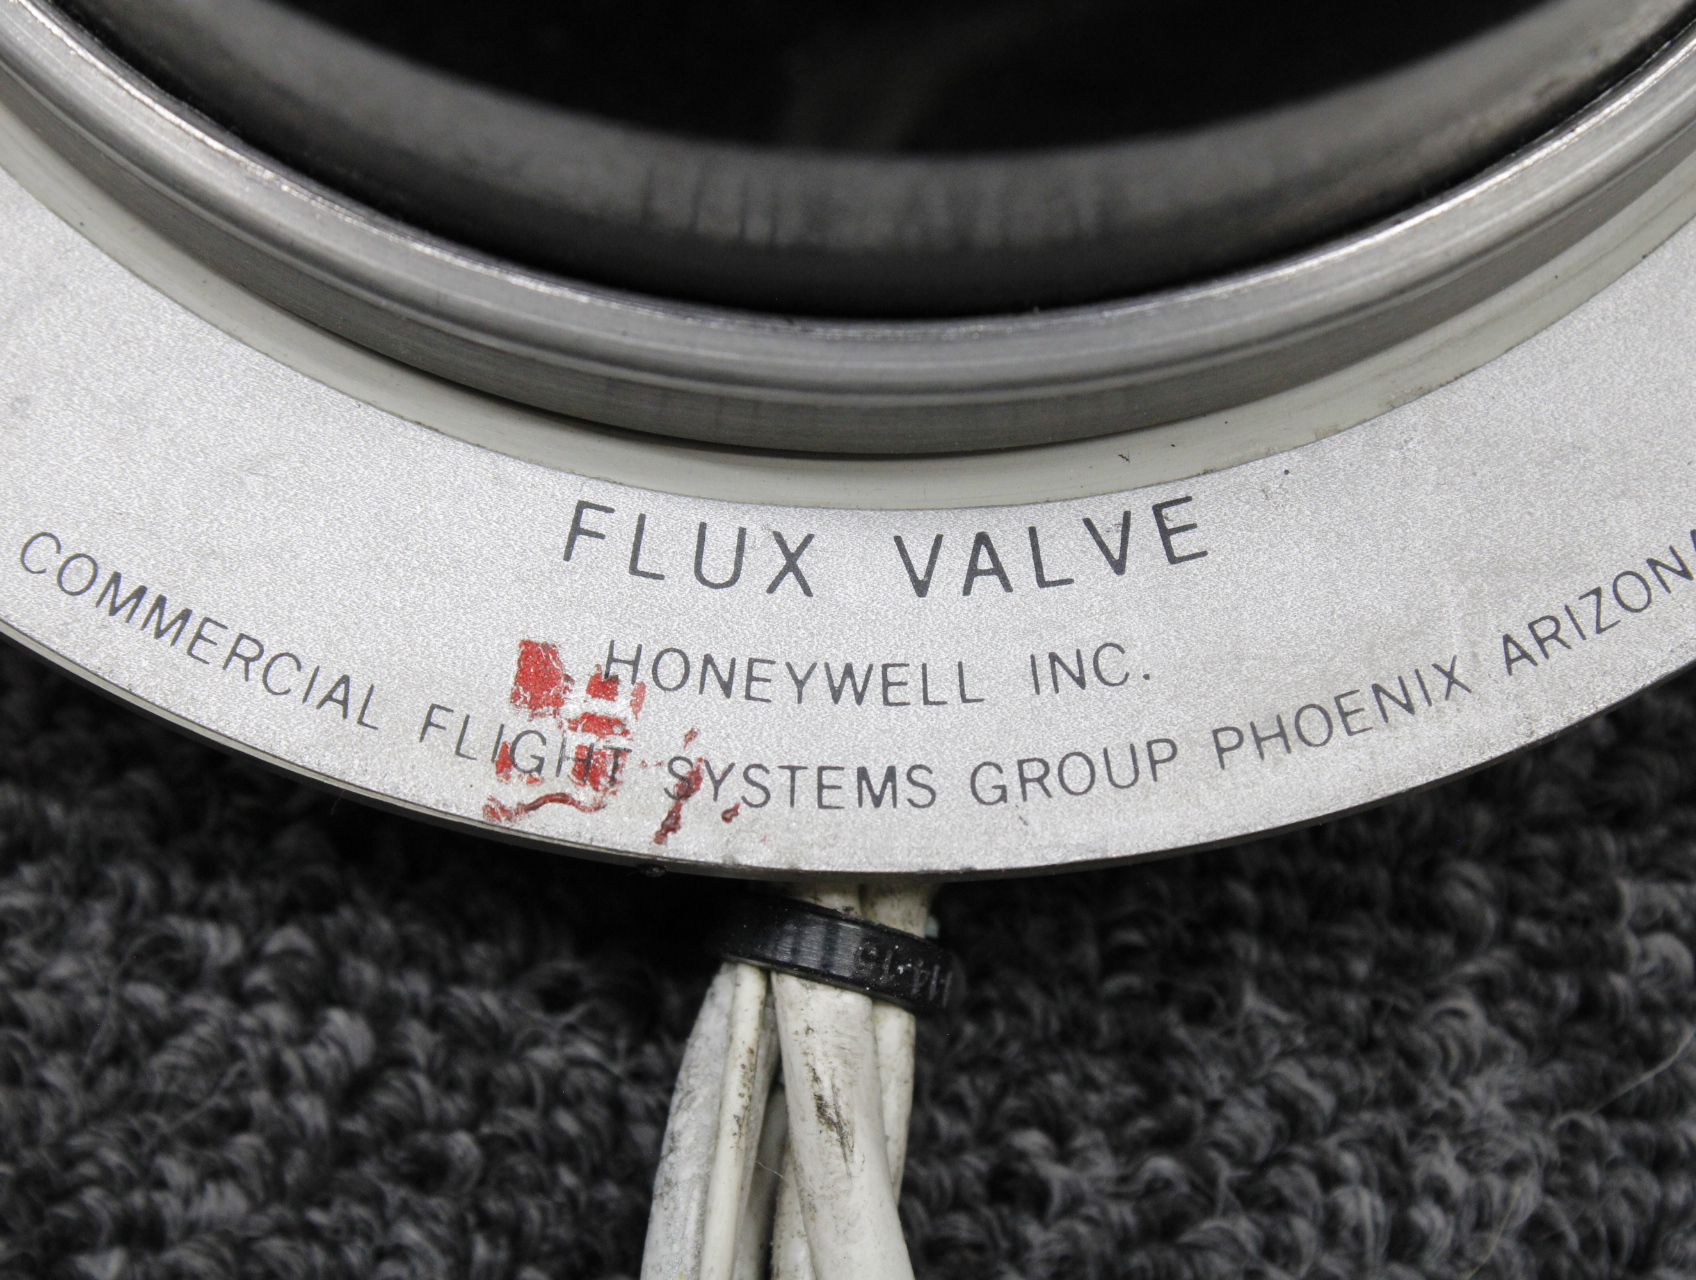 FLUX VALVE
HONEYWELL INC.
COMMERCIAL FLIGHT SYSTEMS GROUP PHOENIX ARIZONA